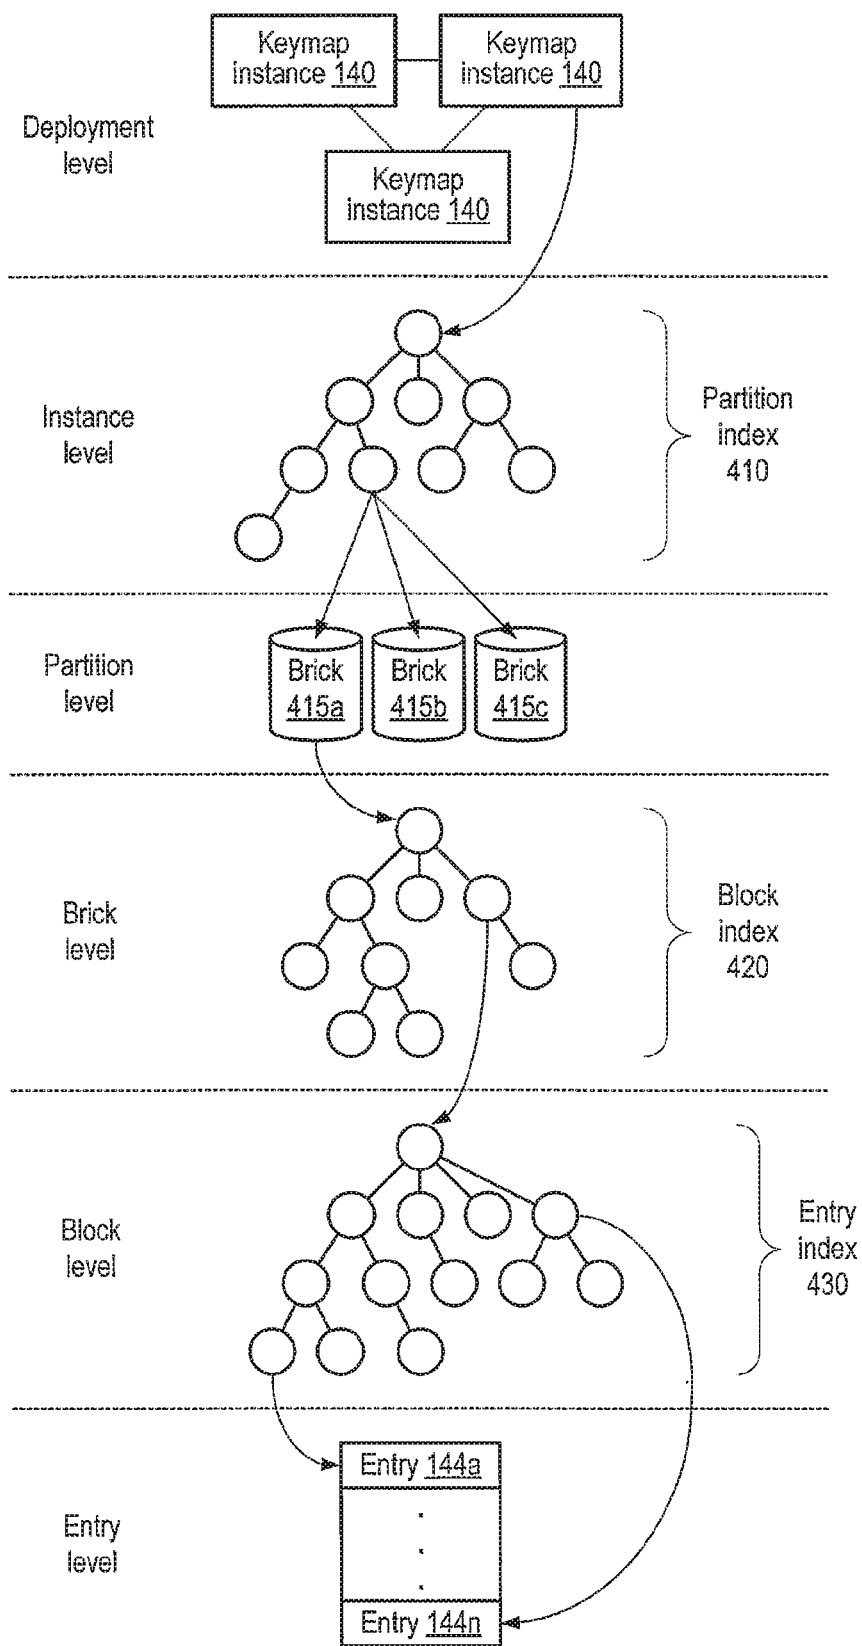 Keymap
instance 140
Keymap
instance 140
Deployment
level
Keymap
instance 140
Instance
level
Partition
index
410
Partition
level
Brick
415a
Brick
415b
Brick
415c
Brick
level
Block
index
420
Block
level
Entry
index
430
Entry 144a
.
.
.
Entry
level
Entry 144n